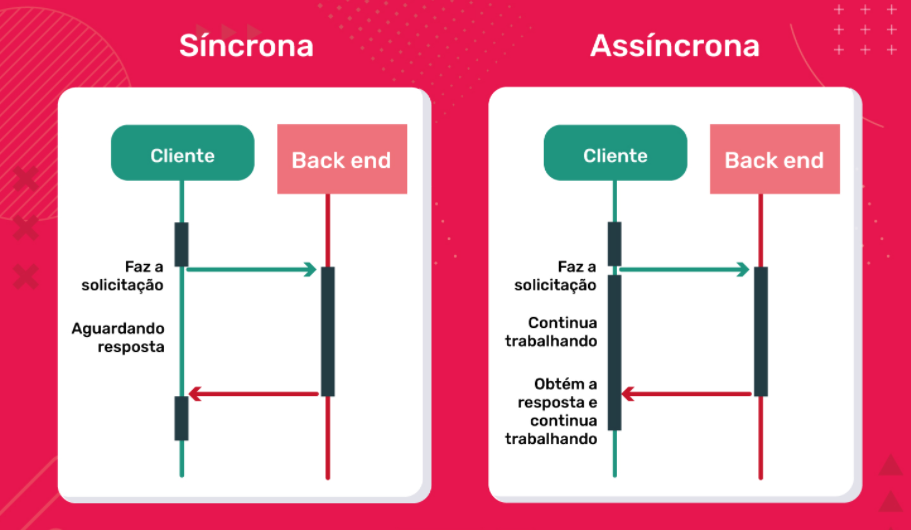 Síncrona
Cliente
Back end
Faz a
solicitação
Aguardando
resposta
Assíncrona
Cliente
Back end
Faz a
solicitação
Continua
trabalhando
Obtém a
resposta e
continua
trabalhando